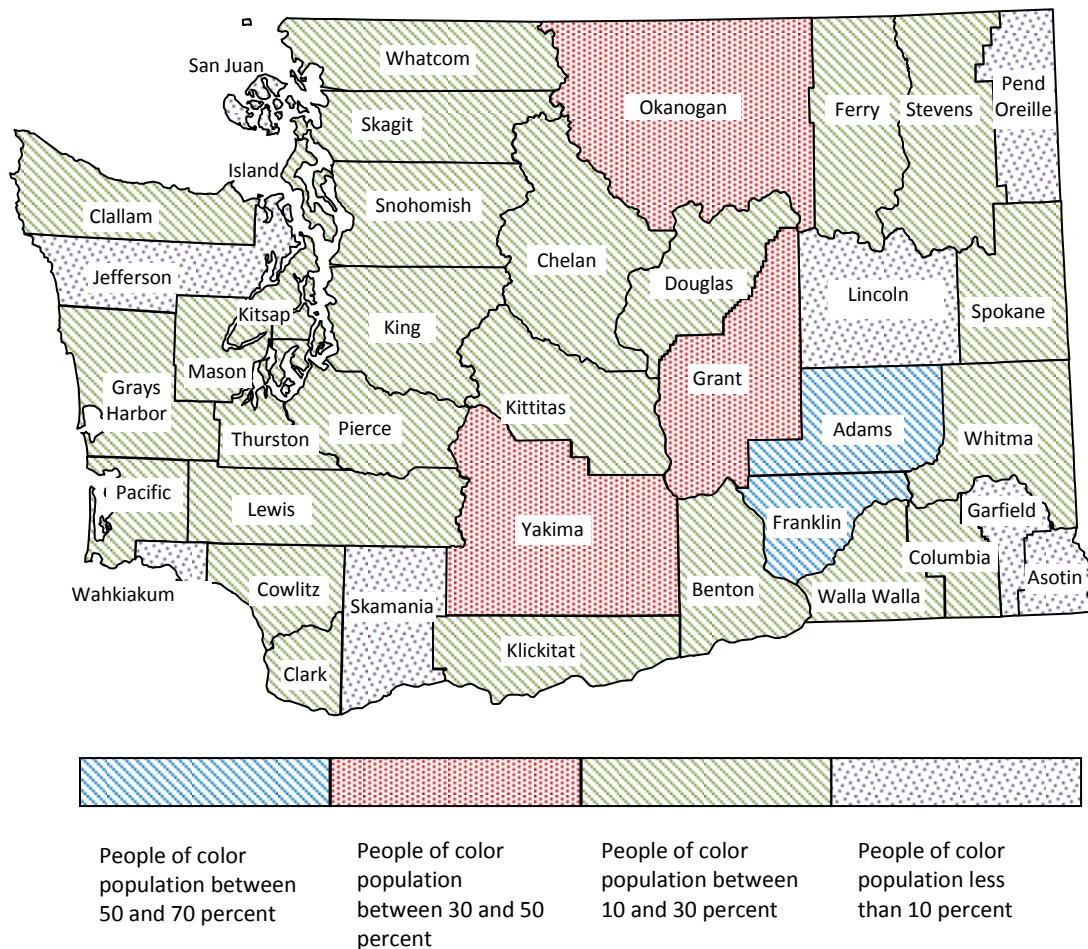 Whatcom
San Juan
Okanogan
Ferry
Stevens
Pend
Oreille
Skagit
Island
Snohomish
Clallam
Chelan
Jefferson
Douglas
Lincoln
Kitsap
King
Spokane
Mason
Grant
Grays
Harbor
Kittitas
Thurston
Pierce
Adams
Whitma
Pacific
Lewis
Yakima
Franklin
Garfield
Columbia
Asotin
Wahkiakum
Cowlitz
Skamania
Benton
Walla Walla
Klickitat
Clark
People of color
population between
50 and 70 percent
People of color
population
between 30 and 50
percent
People of color
population between
10 and 30 percent
People of color
population less
than 10 percent